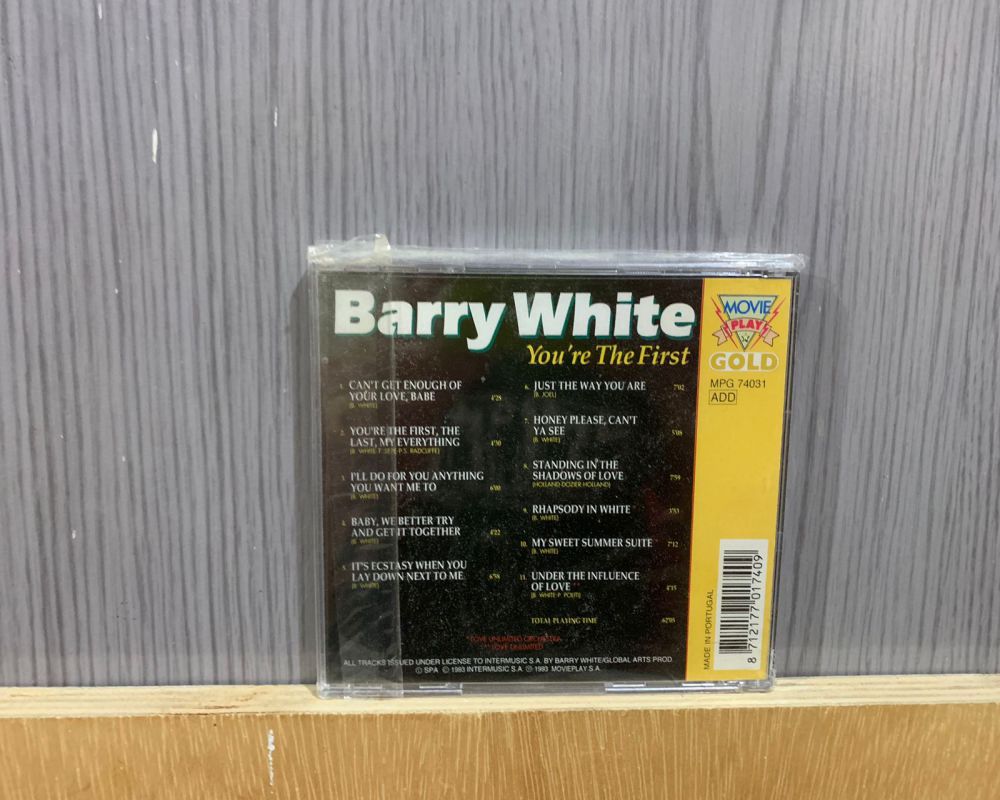 Barry White
You're The First
1. CAN'T GET ENOUGH OF
YOUR LOVE, BABE 4'28
(B. WHITE)
2. YOU'RE THE FIRST, THE
LAST, MY EVERYTHING 4'30
(B. WHITE-T. SEPE-P.S. RADCLIFFE)
3. I'LL DO FOR YOU ANYTHING
YOU WANT ME TO 6'00
(B. WHITE)
4. BABY, WE BETTER TRY
AND GET IT TOGETHER 4'22
(B. WHITE)
5. IT'S ECSTASY WHEN YOU
LAY DOWN NEXT TO ME 6'58
(B. WHITE)
6. JUST THE WAY YOU ARE 7'02
(B. JOEL)
7. HONEY PLEASE, CAN'T
YA SEE 5'08
(B. WHITE)
8. STANDING IN THE
SHADOWS OF LOVE 7'59
(HOLLAND-DOZIER-HOLLAND)
9. RHAPSODY IN WHITE * 3'53
(B. WHITE)
10. MY SWEET SUMMER SUITE * 7'12
(B. WHITE)
11. UNDER THE INFLUENCE
OF LOVE ** 4'15
(B. WHITE-P. POLITI)
TOTAL PLAYING TIME 62'05
* LOVE UNLIMITED ORCHESTRA
** LOVE UNLIMITED
ALL TRACKS ISSUED UNDER LICENSE TO INTERMUSIC S.A. BY BARRY WHITE/GLOBAL ARTS PROD.
© SPA © 1993 INTERMUSIC S.A. ℗ 1993 MOVIEPLAY S.A.
MOVIE
PLAY
GOLD
MPG 74031
ADD
MADE IN PORTUGAL
8 712177 017409